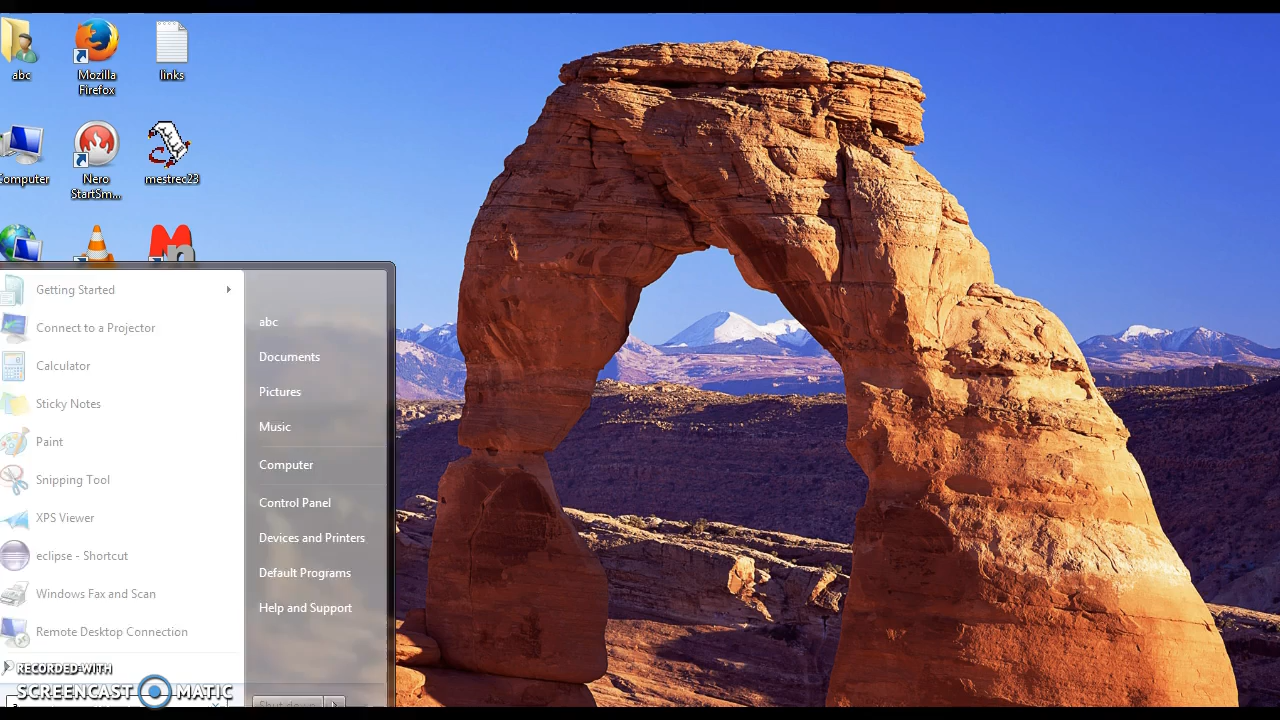 abc
Mozilla
Firefox
links
Computer
Nero
StartSm...
mestrec23
Getting Started
Connect to a Projector
Calculator
Sticky Notes
Paint
Snipping Tool
XPS Viewer
eclipse - Shortcut
Windows Fax and Scan
Remote Desktop Connection
abc
Documents
Pictures
Music
Computer
Control Panel
Devices and Printers
Default Programs
Help and Support
Shut down
RECORDED WITH
SCREENCAST MATIC